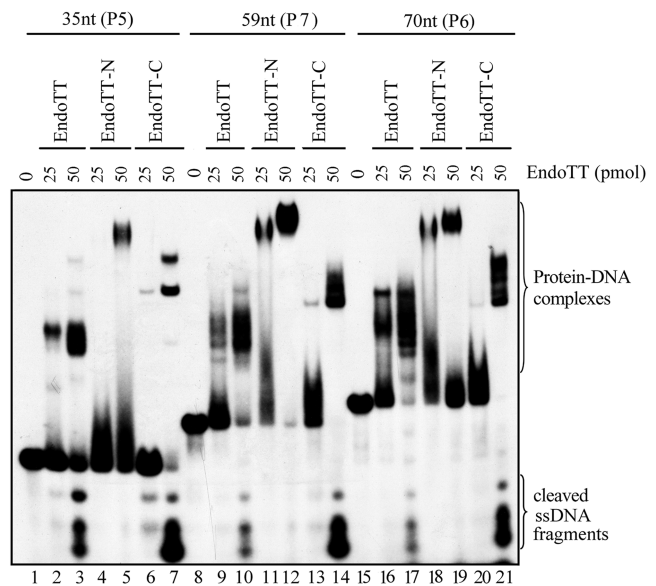 35nt (P5) 59nt (P 7) 70nt (P6)
EndoTT EndoTT-N EndoTT-C EndoTT EndoTT-N EndoTT-C EndoTT EndoTT-N EndoTT-C
0 25 50 25 50 25 50 0 25 50 25 50 25 50 0 25 50 25 50 25 50 EndoTT (pmol)
Protein-DNA
complexes
cleaved
ssDNA
fragments
1 2 3 4 5 6 7 8 9 10 11 12 13 14 15 16 17 18 19 20 21